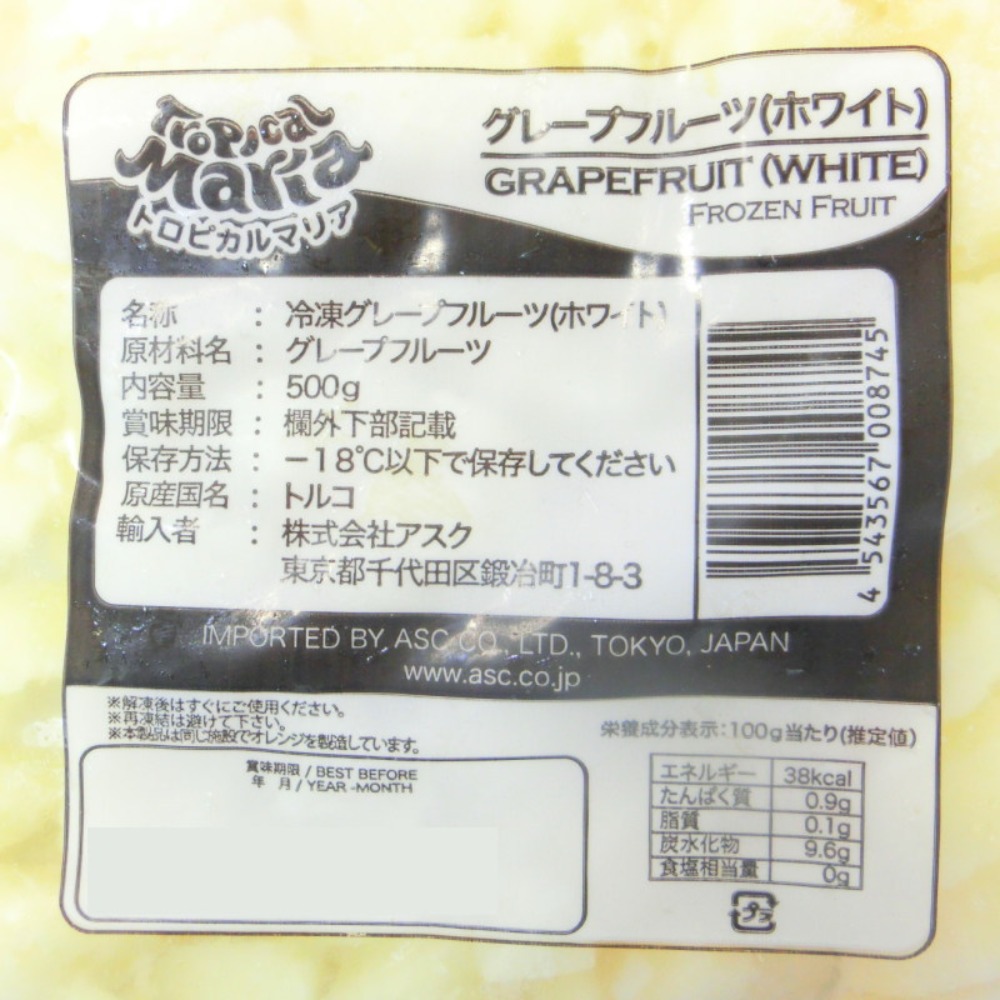 Tropical
Maria
トロピカルマリア
グレープフルーツ(ホワイト)
GRAPEFRUIT (WHITE)
FROZEN FRUIT
名称 : 冷凍グレープフルーツ(ホワイト)
原材料名 : グレープフルーツ
内容量 : 500g
賞味期限 : 欄外下部記載
保存方法 : −18℃以下で保存してください
原産国名 : トルコ
輸入者 : 株式会社アスク
東京都千代田区鍛冶町1-8-3
4 543567 008745
IMPORTED BY, ASC CO., LTD., TOKYO, JAPAN
www.asc.co.jp
※解凍後はすぐにご使用ください。
※再凍結は避けて下さい。
※本製品は同じ施設でオレンジを製造しています。
賞味期限 / BEST BEFORE
年 月 / YEAR -MONTH
栄養成分表示:100g当たり(推定値)
エネルギー 38kcal
たんぱく質 0.9g
脂質 0.1g
炭水化物 9.6g
食塩相当量 0g
プラ